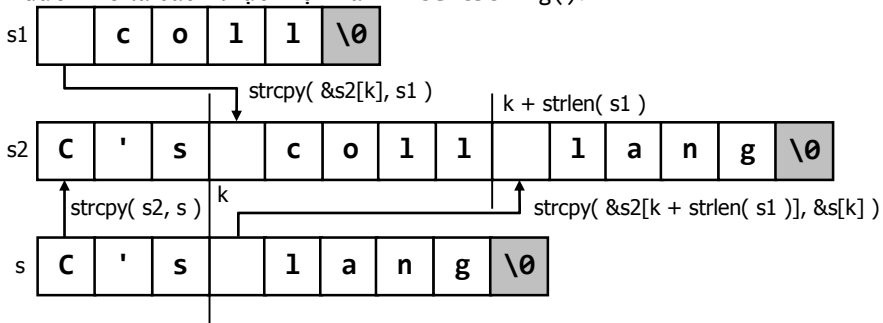 s1 c o l l \0
strcpy( &s2[k], s1 )
k + strlen( s1 )
s2 C ' s c o l l l a n g \0
k
strcpy( s2, s )
strcpy( &s2[k + strlen( s1 )], &s[k] )
s C ' s l a n g \0